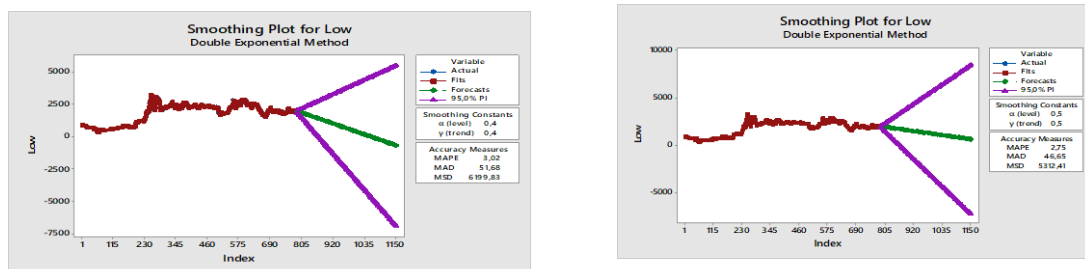 Smoothing Plot for Low
Double Exponential Method
5000
2500
0
-2500
-5000
-7500
Low
1 115 230 345 460 575 690 805 920 1035 1150
Index
Variable
Actual
Fits
Forecasts
95,0% PI
Smoothing Constants
α (level) 0,4
γ (trend) 0,4
Accuracy Measures
MAPE 3,02
MAD 51,68
MSD 6199,83
Smoothing Plot for Low
Double Exponential Method
10000
5000
0
-5000
Low
1 115 230 345 460 575 690 805 920 1035 1150
Index
Variable
Actual
Fits
Forecasts
95,0% PI
Smoothing Constants
α (level) 0,5
γ (trend) 0,5
Accuracy Measures
MAPE 2,75
MAD 46,65
MSD 5312,41